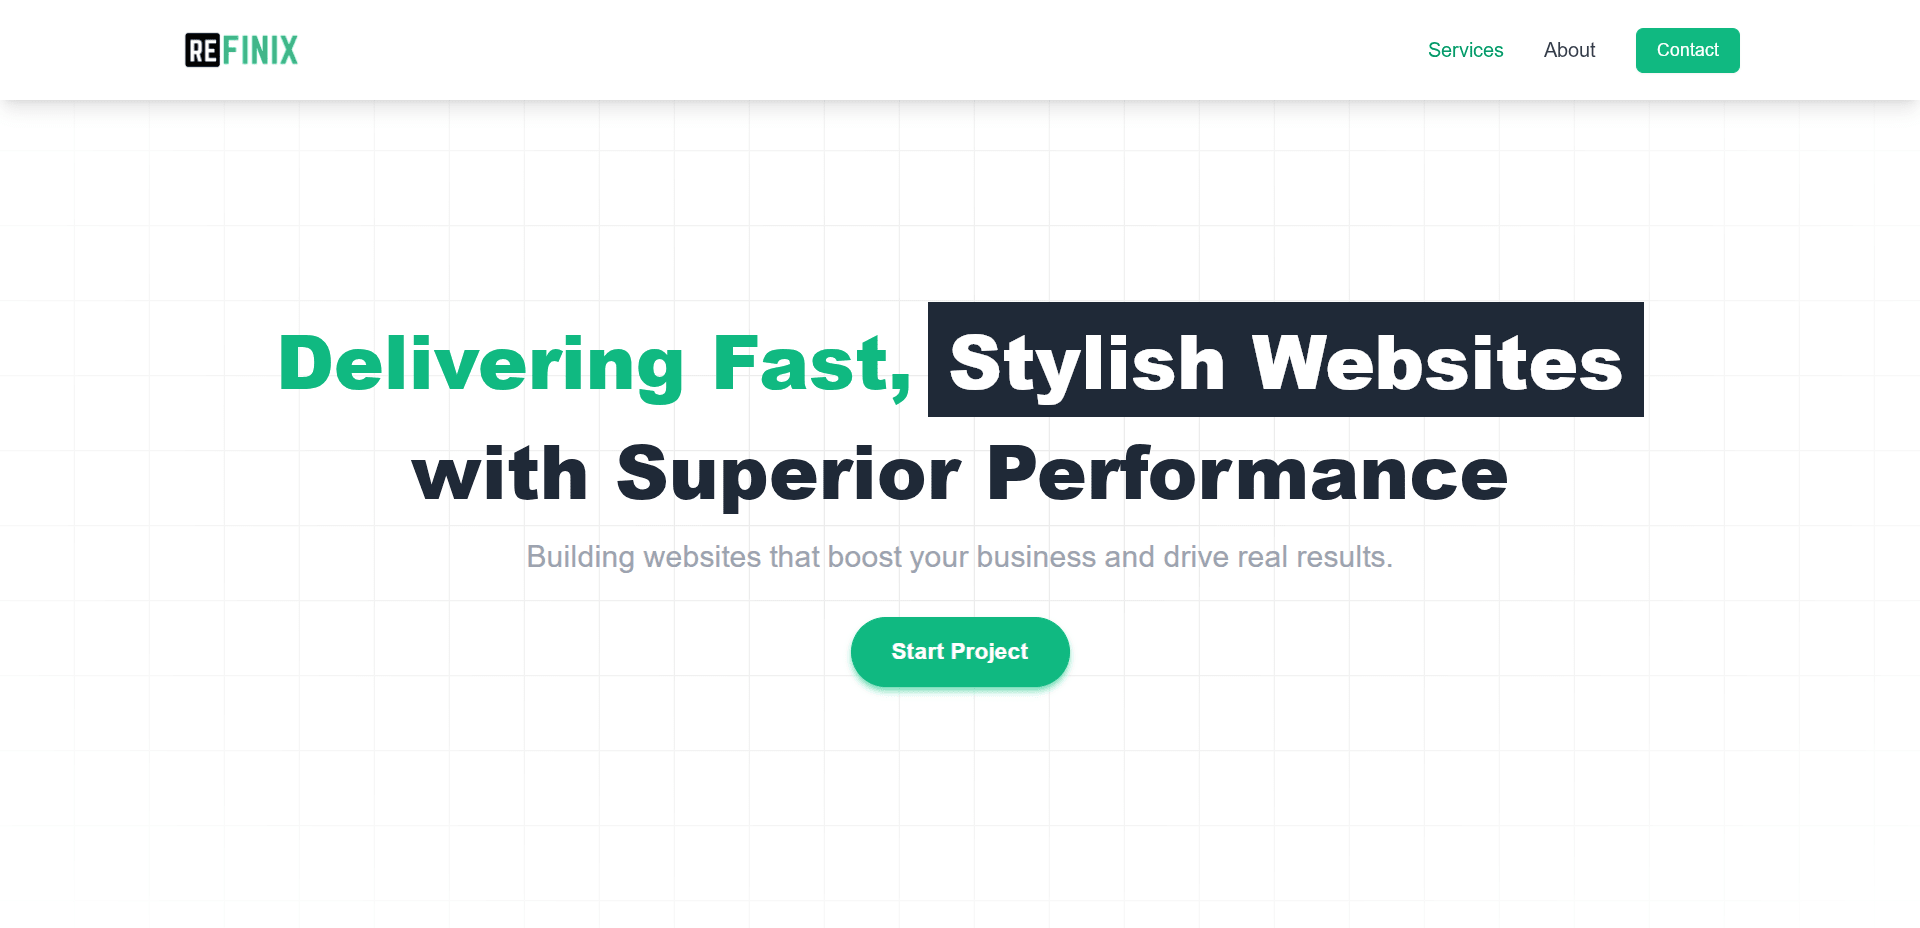 REFINIX
Services
About
Contact
Delivering Fast, Stylish Websites
with Superior Performance
Building websites that boost your business and drive real results.
Start Project